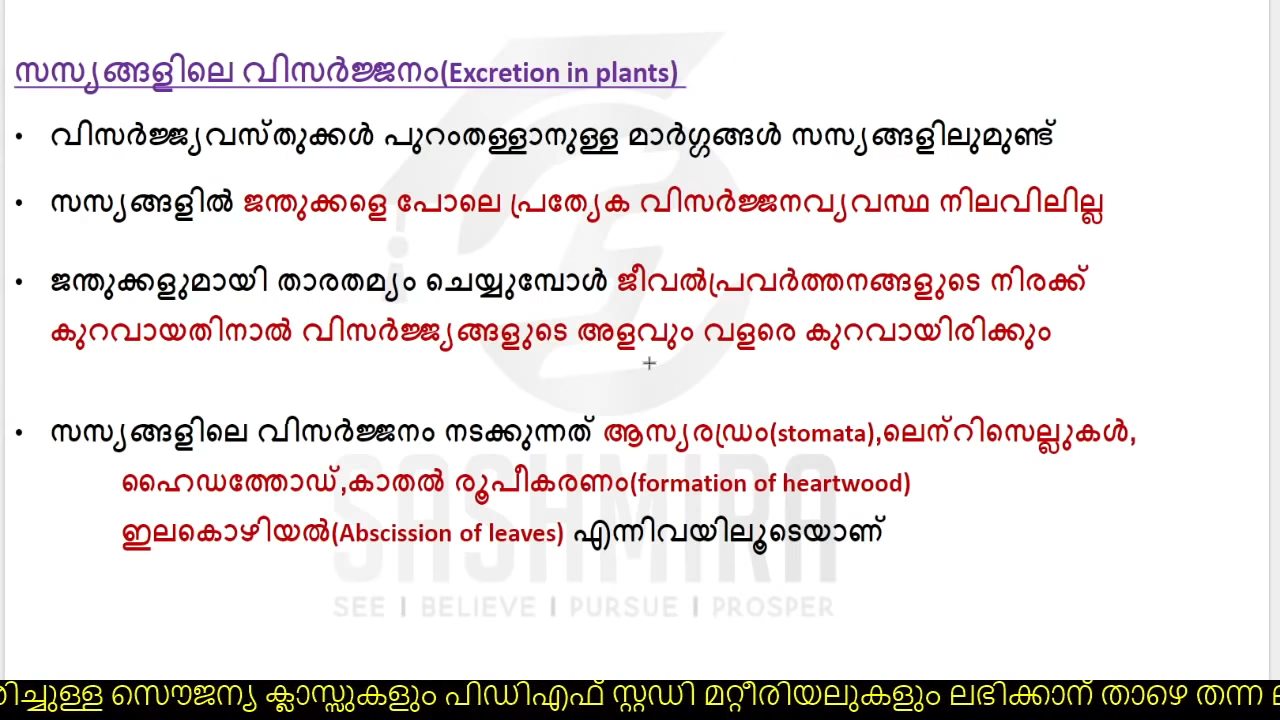 സസ്യങ്ങളിലെ വിസർജ്ജനം(Excretion in plants)
• വിസർജ്ജ്യവസ്തുക്കൾ പുറംതള്ളാനുള്ള മാർഗ്ഗങ്ങൾ സസ്യങ്ങളിലുമുണ്ട്
• സസ്യങ്ങളിൽ ജന്തുക്കളെ പോലെ പ്രത്യേക വിസർജ്ജനവ്യവസ്ഥ നിലവിലില്ല
• ജന്തുക്കളുമായി താരതമ്യം ചെയ്യുമ്പോൾ ജീവൽപ്രവർത്തനങ്ങളുടെ നിരക്ക്
കുറവായതിനാൽ വിസർജ്ജ്യങ്ങളുടെ അളവും വളരെ കുറവായിരിക്കും
• സസ്യങ്ങളിലെ വിസർജനം നടക്കുന്നത് ആസ്യരന്ധ്രം(stomata),ലെന്റിസെല്ലുകൾ,
ഹൈഡത്തോഡ്,കാതൽ രൂപീകരണം(formation of heartwood)
ഇലകൊഴിയൽ(Abscission of leaves) എന്നിവയിലൂടെയാണ്
SASHMIRA
SEE | BELIEVE | PURSUE | PROSPER
സൌജന്യ ക്ലാസ്സുകളും പിഡിഎഫ് സ്റ്റഡി മറ്റീരിയലുകളും ലഭിക്കാന് താഴെ തന്ന